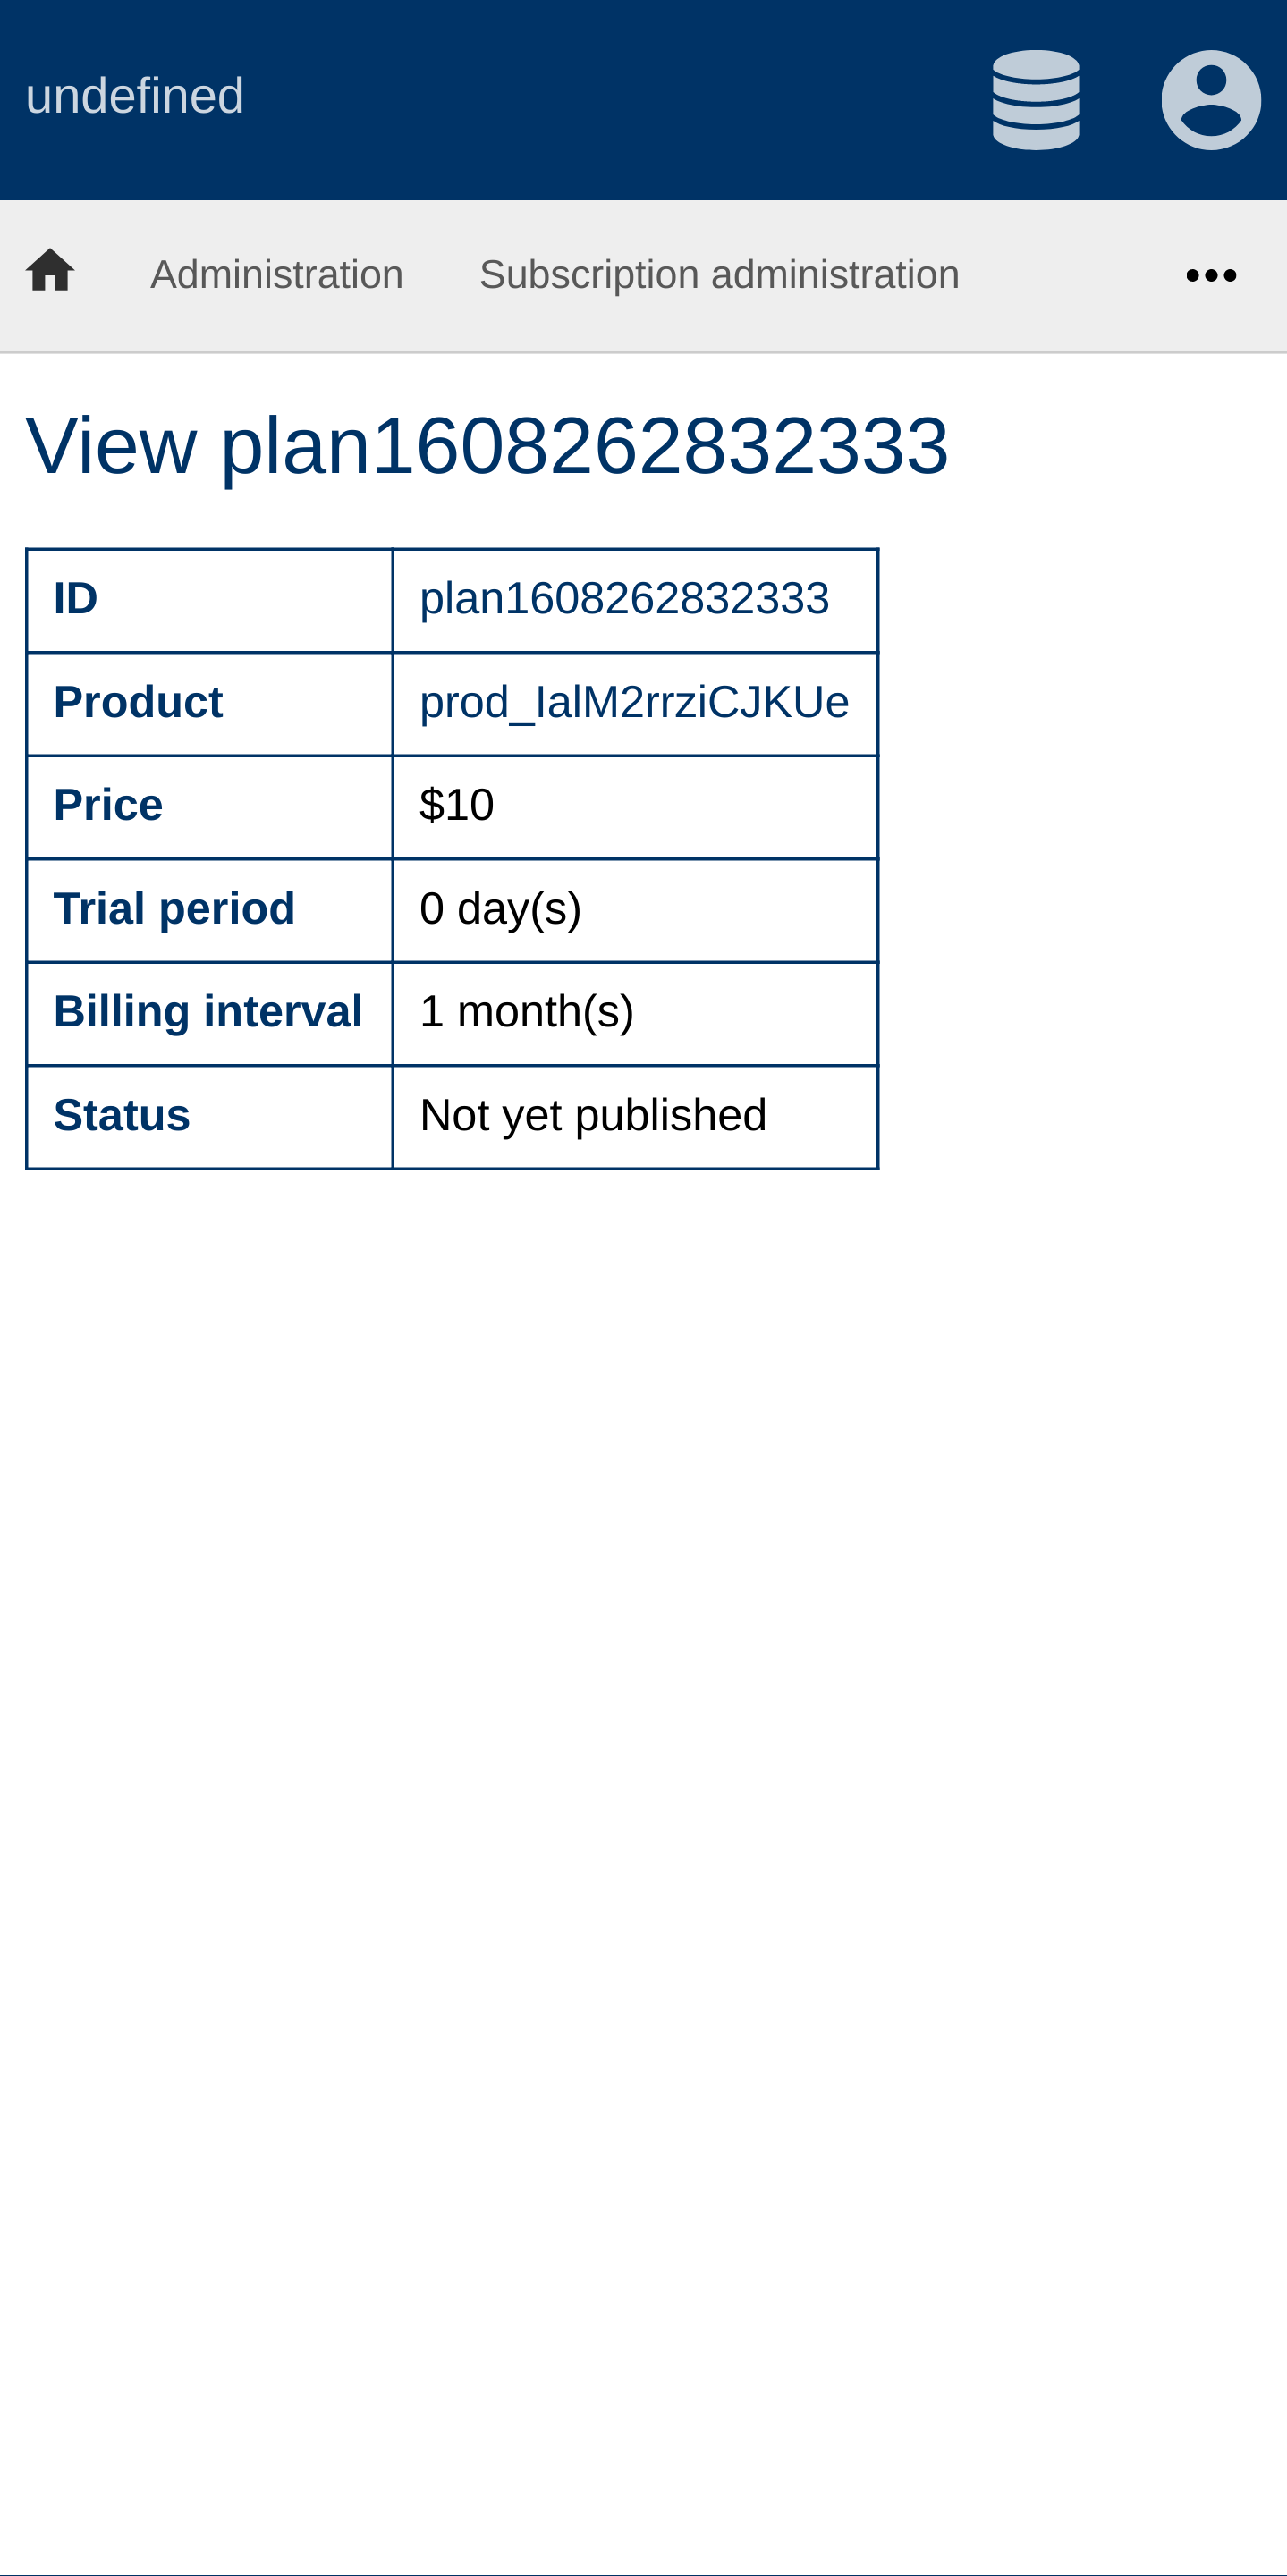 undefined
Administration Subscription administration
View plan1608262832333
ID plan1608262832333
Product prod_IalM2rrziCJKUe
Price $10
Trial period 0 day(s)
Billing interval 1 month(s)
Status Not yet published